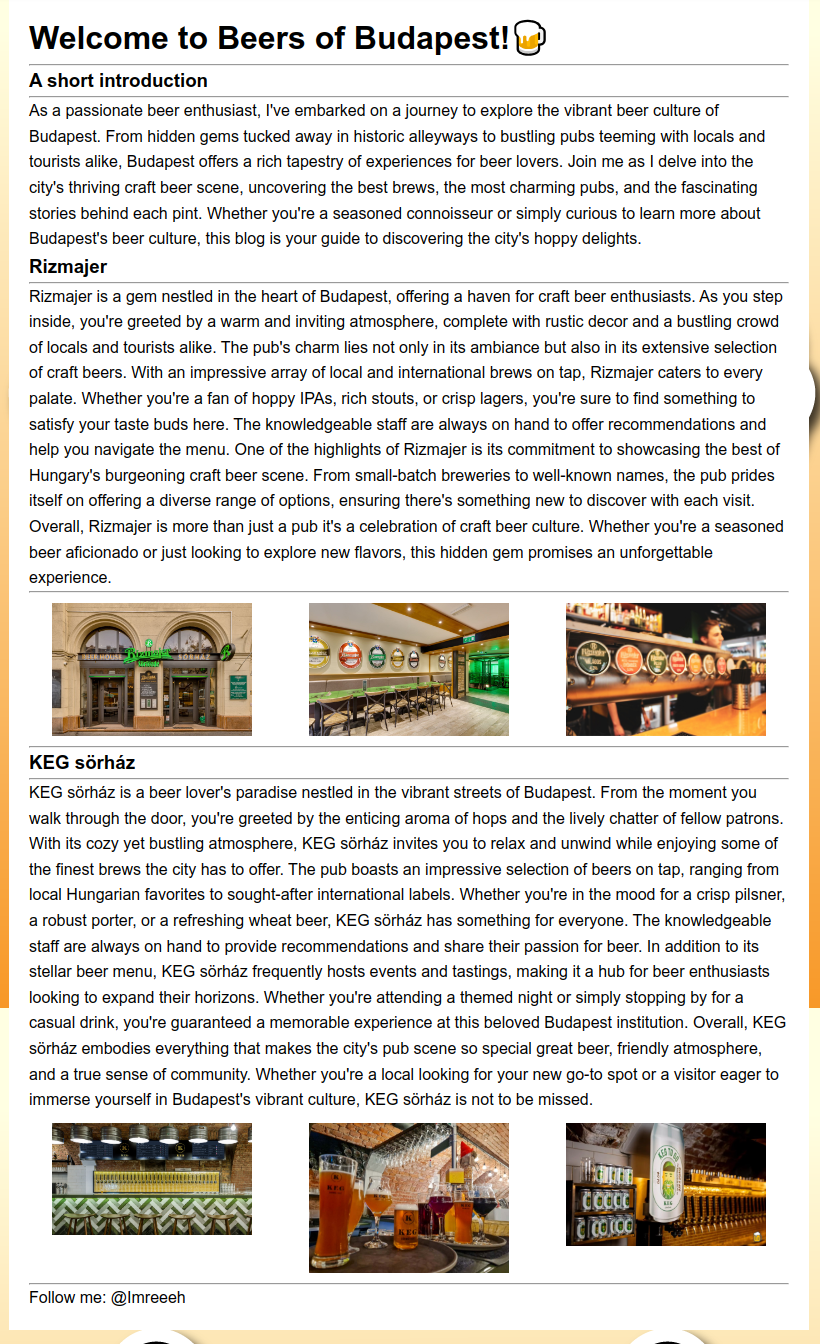 Welcome to Beers of Budapest!
A short introduction
As a passionate beer enthusiast, I've embarked on a journey to explore the vibrant beer culture of
Budapest. From hidden gems tucked away in historic alleyways to bustling pubs teeming with locals and
tourists alike, Budapest offers a rich tapestry of experiences for beer lovers. Join me as I delve into the
city's thriving craft beer scene, uncovering the best brews, the most charming pubs, and the fascinating
stories behind each pint. Whether you're a seasoned connoisseur or simply curious to learn more about
Budapest's beer culture, this blog is your guide to discovering the city's hoppy delights.
Rizmajer
Rizmajer is a gem nestled in the heart of Budapest, offering a haven for craft beer enthusiasts. As you step
inside, you're greeted by a warm and inviting atmosphere, complete with rustic decor and a bustling crowd
of locals and tourists alike. The pub's charm lies not only in its ambiance but also in its extensive selection
of craft beers. With an impressive array of local and international brews on tap, Rizmajer caters to every
palate. Whether you're a fan of hoppy IPAs, rich stouts, or crisp lagers, you're sure to find something to
satisfy your taste buds here. The knowledgeable staff are always on hand to offer recommendations and
help you navigate the menu. One of the highlights of Rizmajer is its commitment to showcasing the best of
Hungary's burgeoning craft beer scene. From small-batch breweries to well-known names, the pub prides
itself on offering a diverse range of options, ensuring there's something new to discover with each visit.
Overall, Rizmajer is more than just a pub it's a celebration of craft beer culture. Whether you're a seasoned
beer aficionado or just looking to explore new flavors, this hidden gem promises an unforgettable
experience.
KEG sörház
KEG sörház is a beer lover's paradise nestled in the vibrant streets of Budapest. From the moment you
walk through the door, you're greeted by the enticing aroma of hops and the lively chatter of fellow patrons.
With its cozy yet bustling atmosphere, KEG sörház invites you to relax and unwind while enjoying some of
the finest brews the city has to offer. The pub boasts an impressive selection of beers on tap, ranging from
local Hungarian favorites to sought-after international labels. Whether you're in the mood for a crisp pilsner,
a robust porter, or a refreshing wheat beer, KEG sörház has something for everyone. The knowledgeable
staff are always on hand to provide recommendations and share their passion for beer. In addition to its
stellar beer menu, KEG sörház frequently hosts events and tastings, making it a hub for beer enthusiasts
looking to expand their horizons. Whether you're attending a themed night or simply stopping by for a
casual drink, you're guaranteed a memorable experience at this beloved Budapest institution. Overall, KEG
sörház embodies everything that makes the city's pub scene so special great beer, friendly atmosphere,
and a true sense of community. Whether you're a local looking for your new go-to spot or a visitor eager to
immerse yourself in Budapest's vibrant culture, KEG sörház is not to be missed.
KEG
KEG
Follow me: @Imreeeh